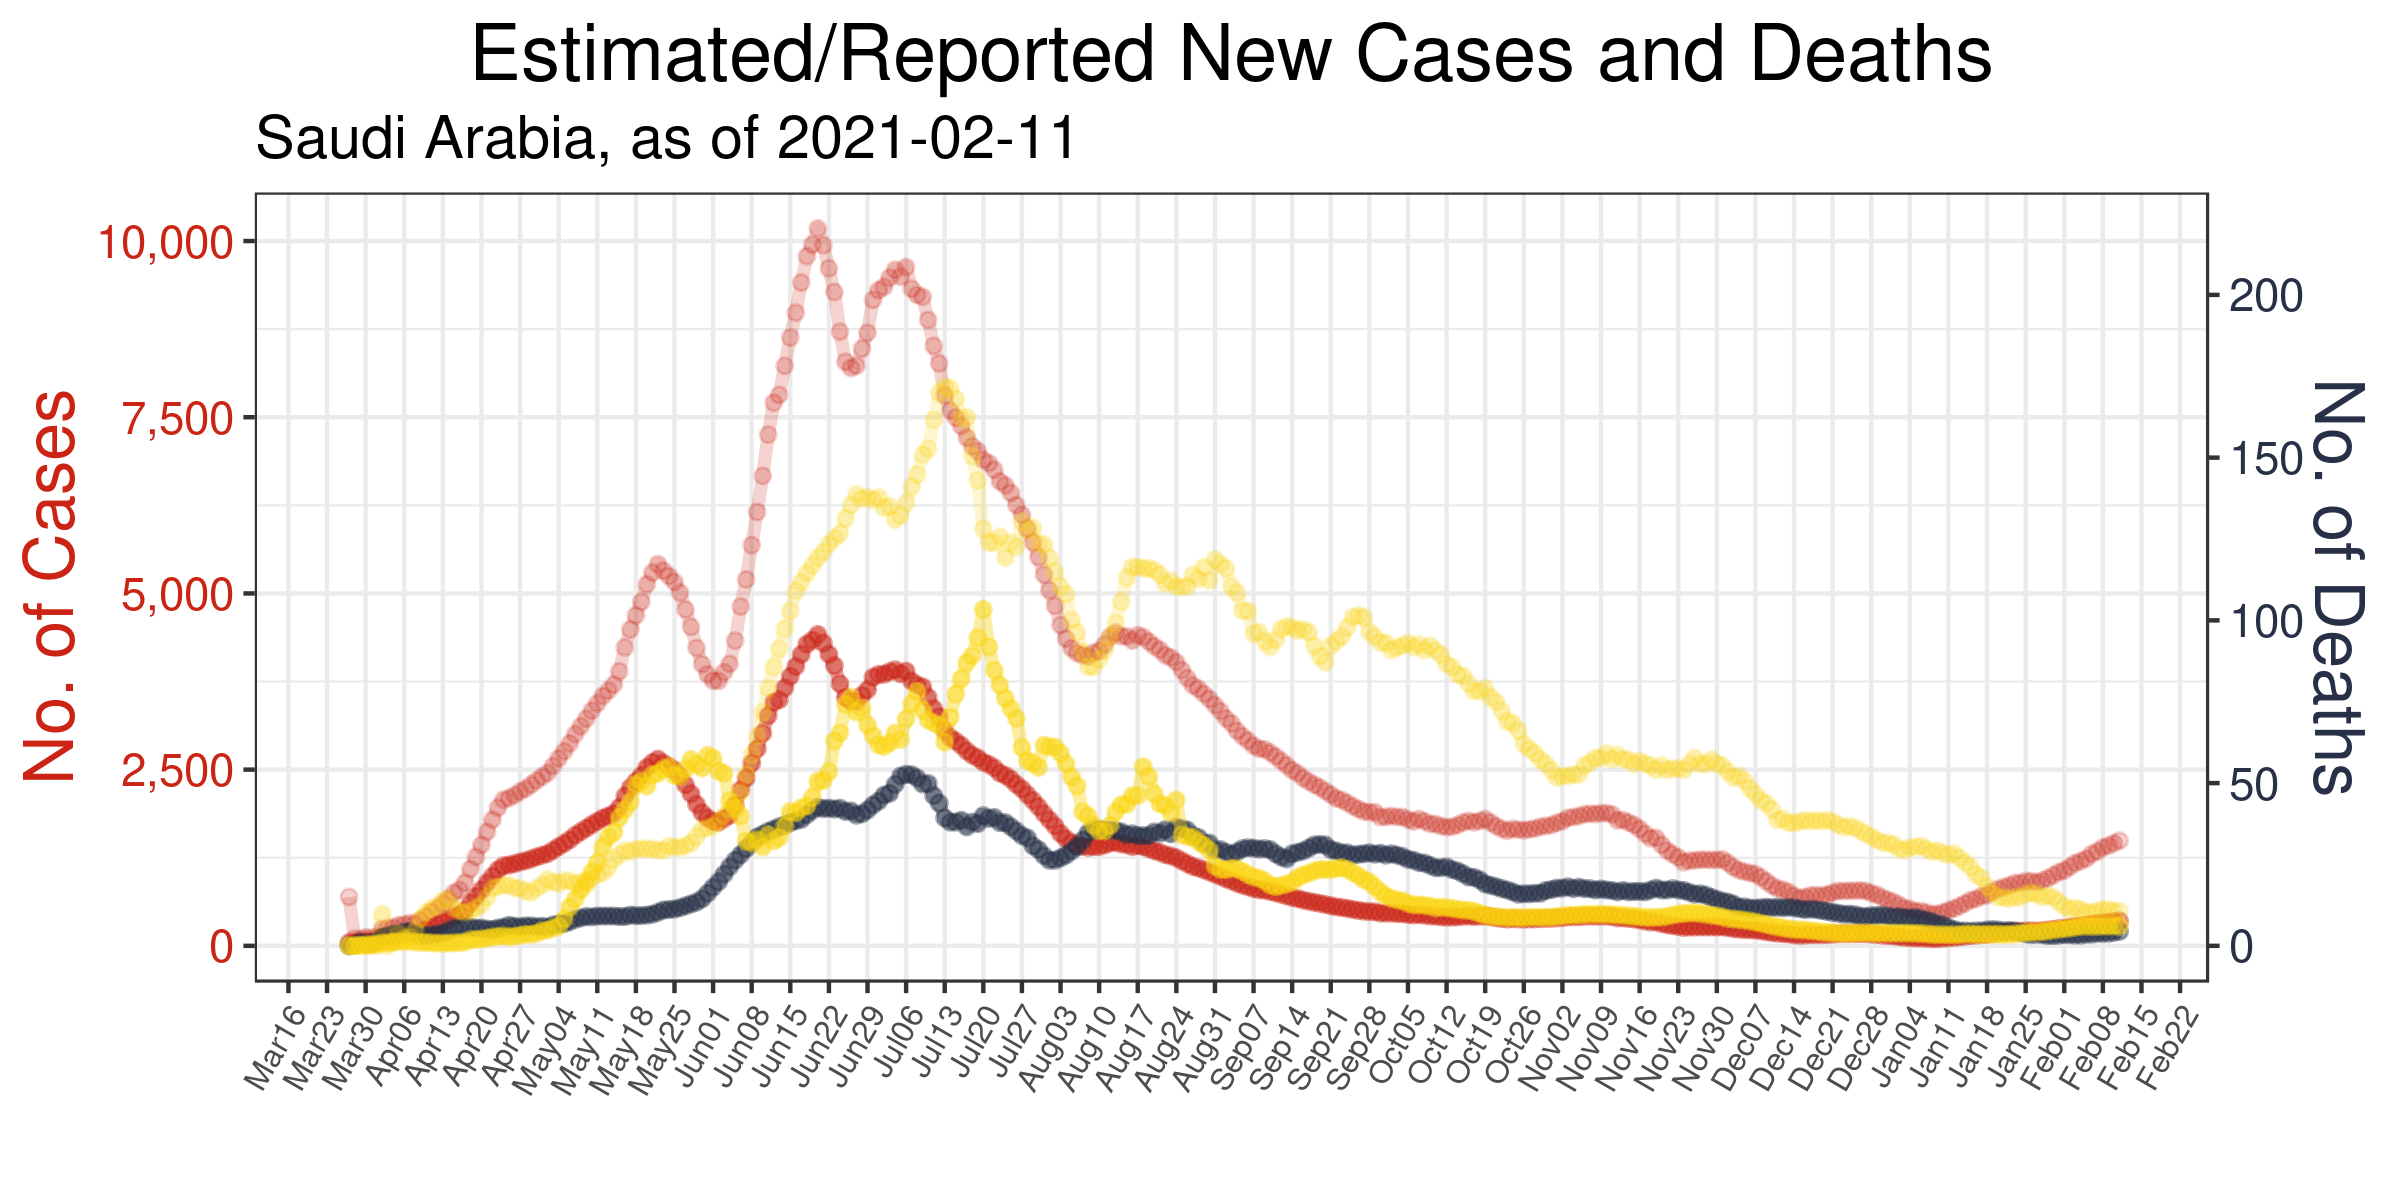 Estimated/Reported New Cases and Deaths
Saudi Arabia, as of 2021-02-11
No. of Cases
10,000
7,500
5,000
2,500
0
200
150
100
50
0
No. of Deaths
Mar16
Mar23
Mar30
Apr06
Apr13
Apr20
Apr27
May04
May11
May18
May25
Jun01
Jun08
Jun15
Jun22
Jun29
Jul06
Jul13
Jul20
Jul27
Aug03
Aug10
Aug17
Aug24
Aug31
Sep07
Sep14
Sep21
Sep28
Oct05
Oct12
Oct19
Oct26
Nov02
Nov09
Nov16
Nov23
Nov30
Dec07
Dec14
Dec21
Dec28
Jan04
Jan11
Jan18
Jan25
Feb01
Feb08
Feb15
Feb22